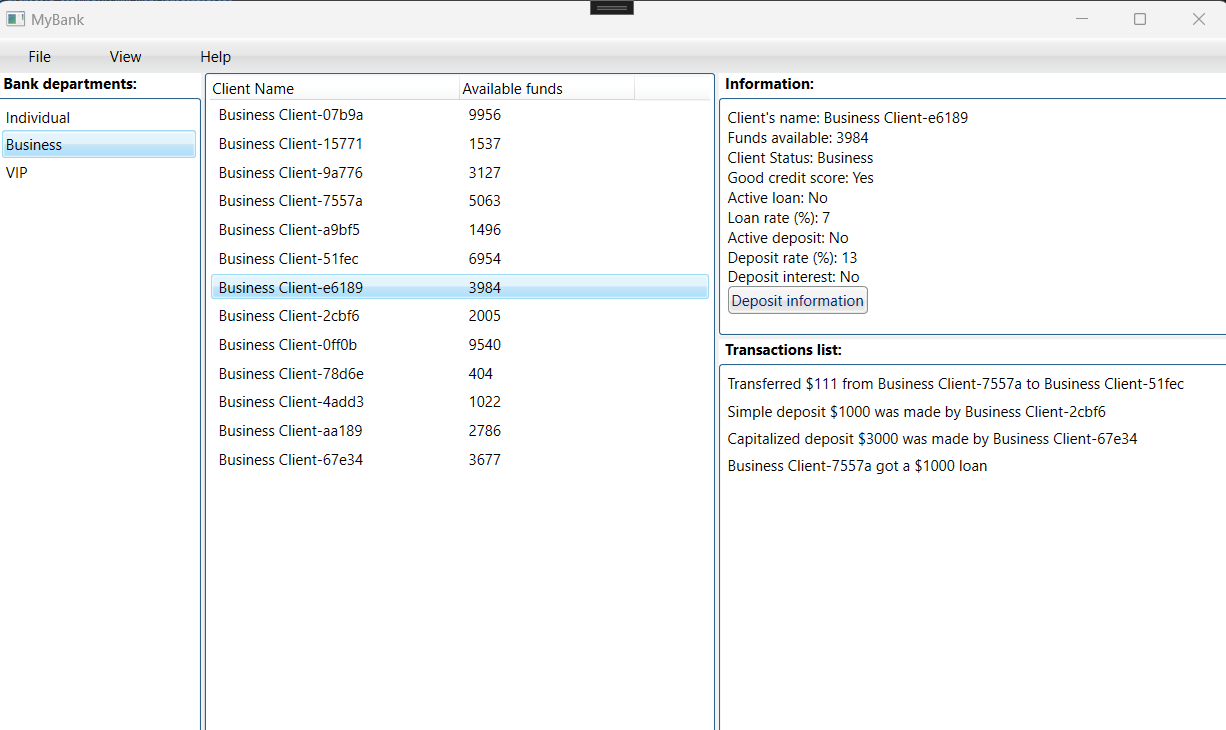 MyBank
File View Help
Bank departments:
Individual
Business
VIP
Client Name Available funds
Business Client-07b9a 9956
Business Client-15771 1537
Business Client-9a776 3127
Business Client-7557a 5063
Business Client-a9bf5 1496
Business Client-51fec 6954
Business Client-e6189 3984
Business Client-2cbf6 2005
Business Client-0ff0b 9540
Business Client-78d6e 404
Business Client-4add3 1022
Business Client-aa189 2786
Business Client-67e34 3677
Information:
Client's name: Business Client-e6189
Funds available: 3984
Client Status: Business
Good credit score: Yes
Active loan: No
Loan rate (%): 7
Active deposit: No
Deposit rate (%): 13
Deposit interest: No
Deposit information
Transactions list:
Transferred $111 from Business Client-7557a to Business Client-51fec
Simple deposit $1000 was made by Business Client-2cbf6
Capitalized deposit $3000 was made by Business Client-67e34
Business Client-7557a got a $1000 loan